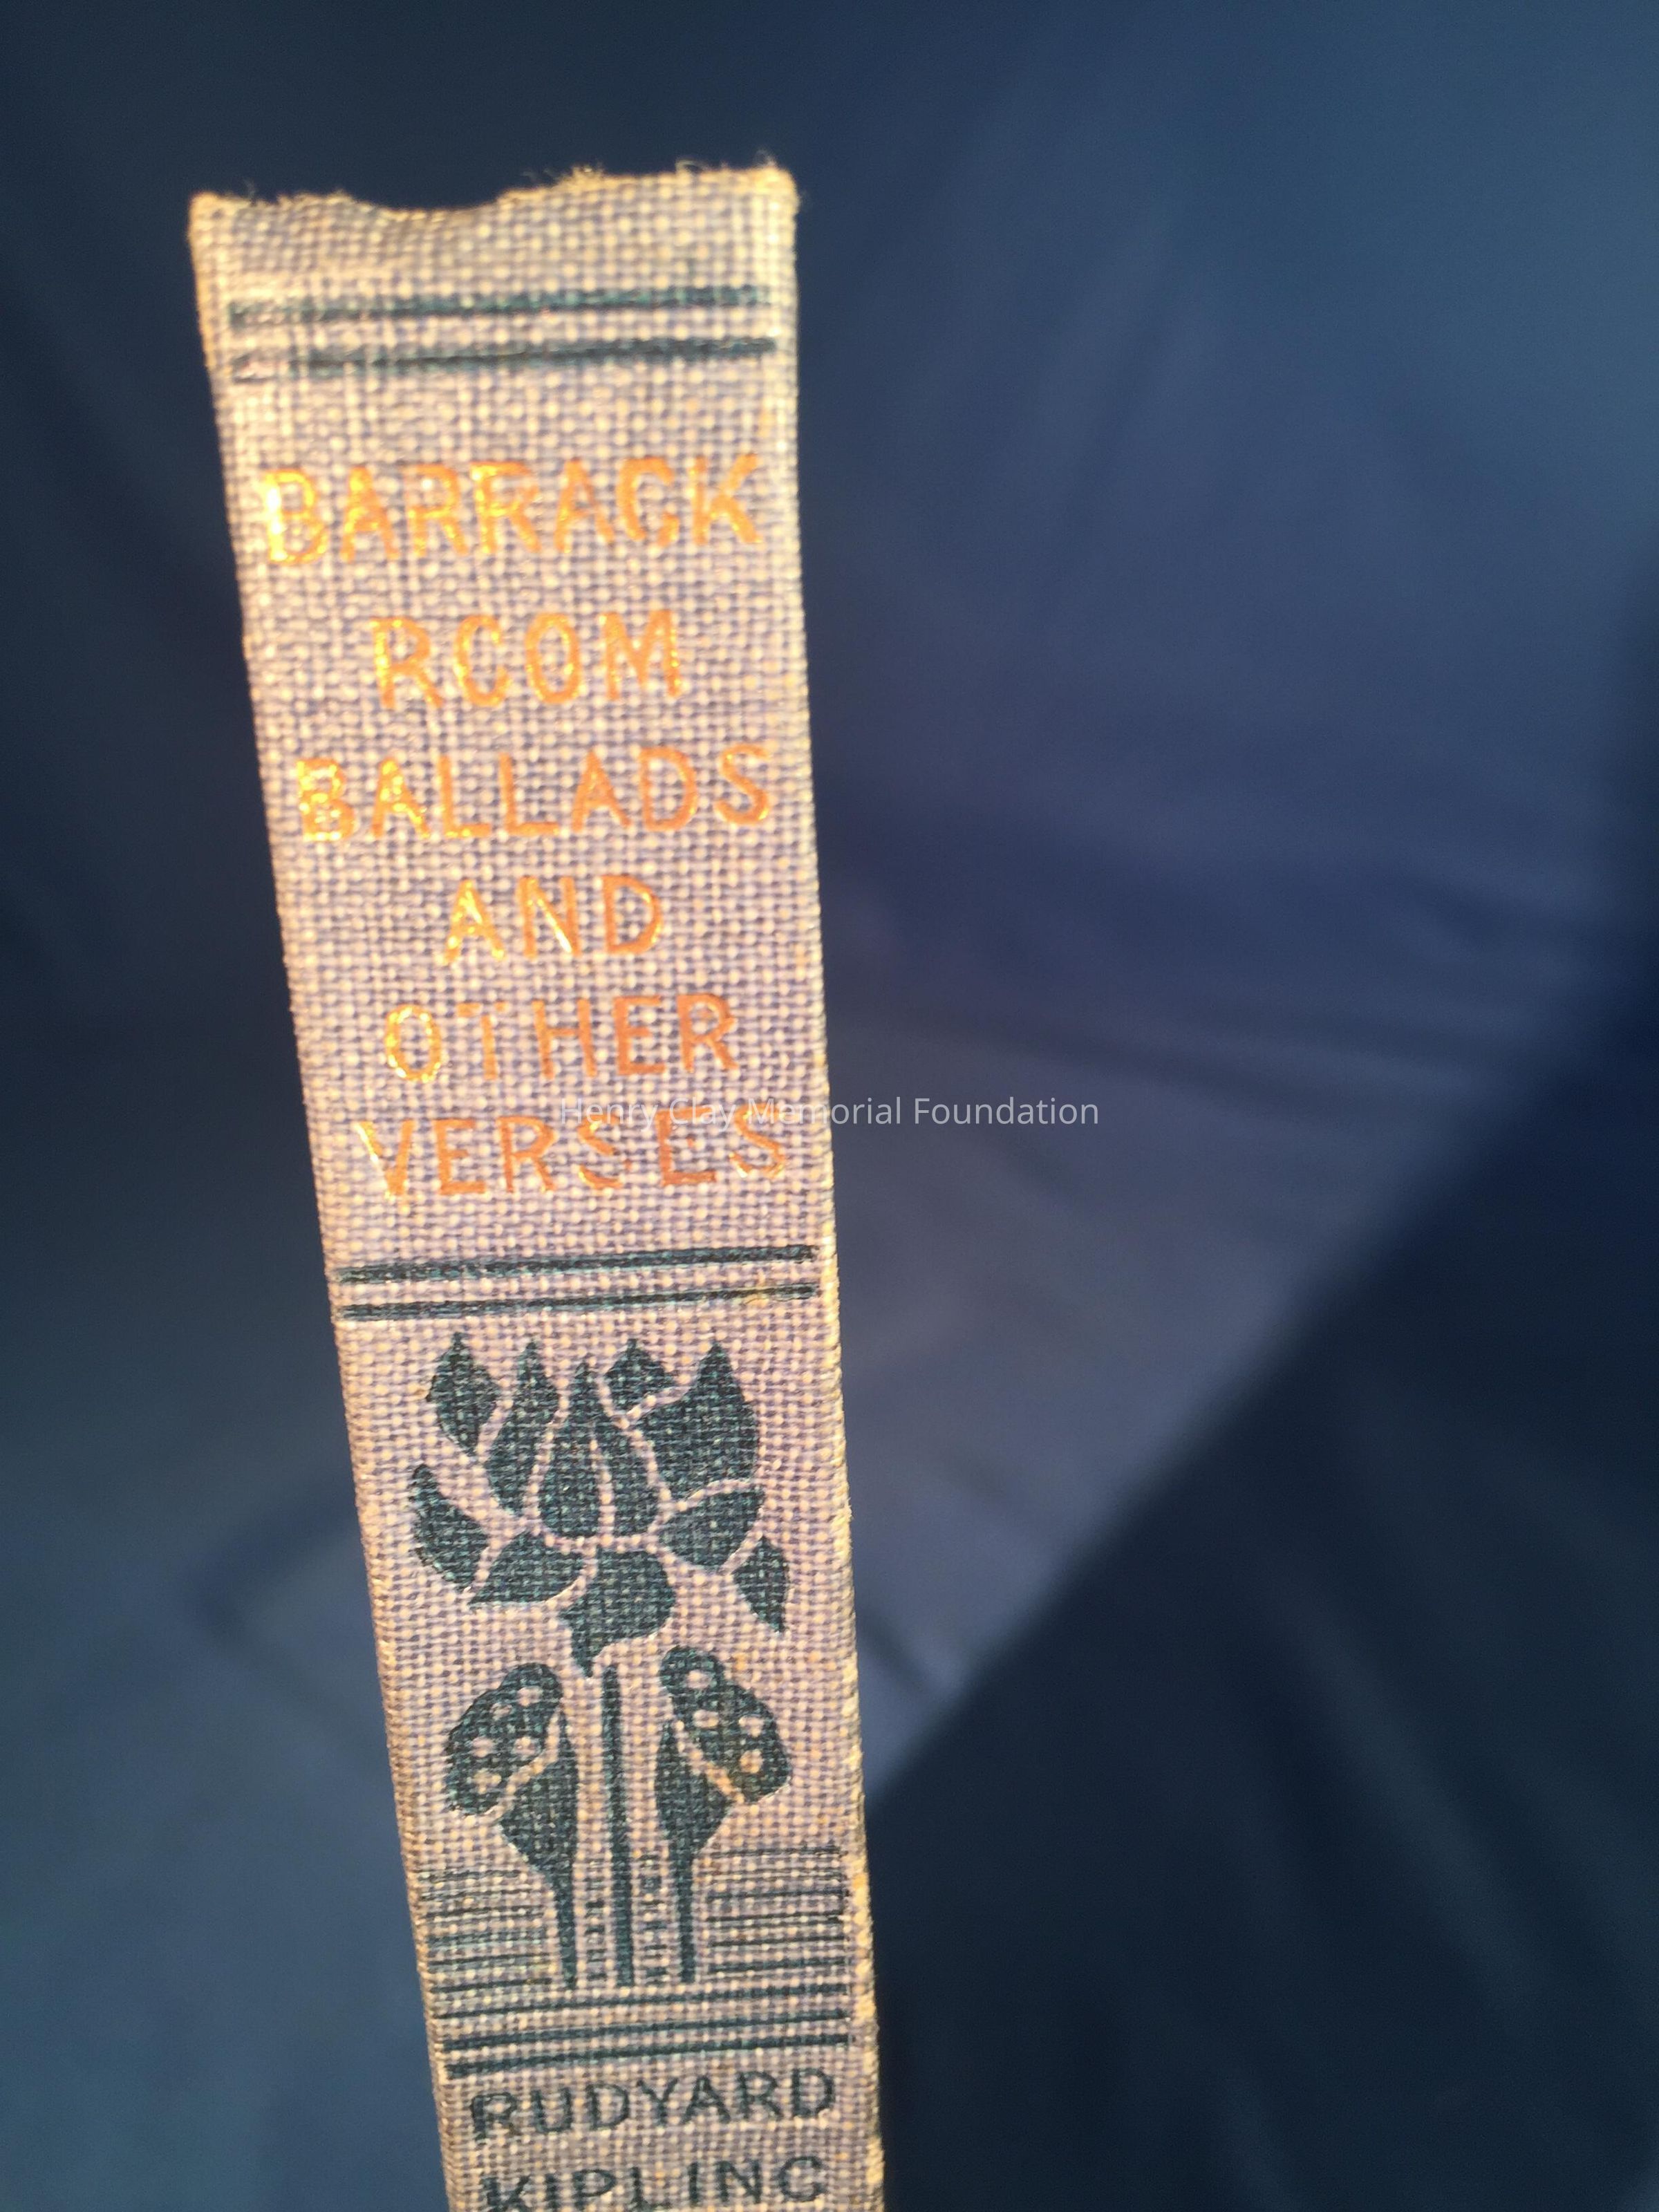 BARRACK
ROOM
BALLADS
AND
OTHER
VERSES
Henry Clay Memorial Foundation
RUDYARD
KIPLING